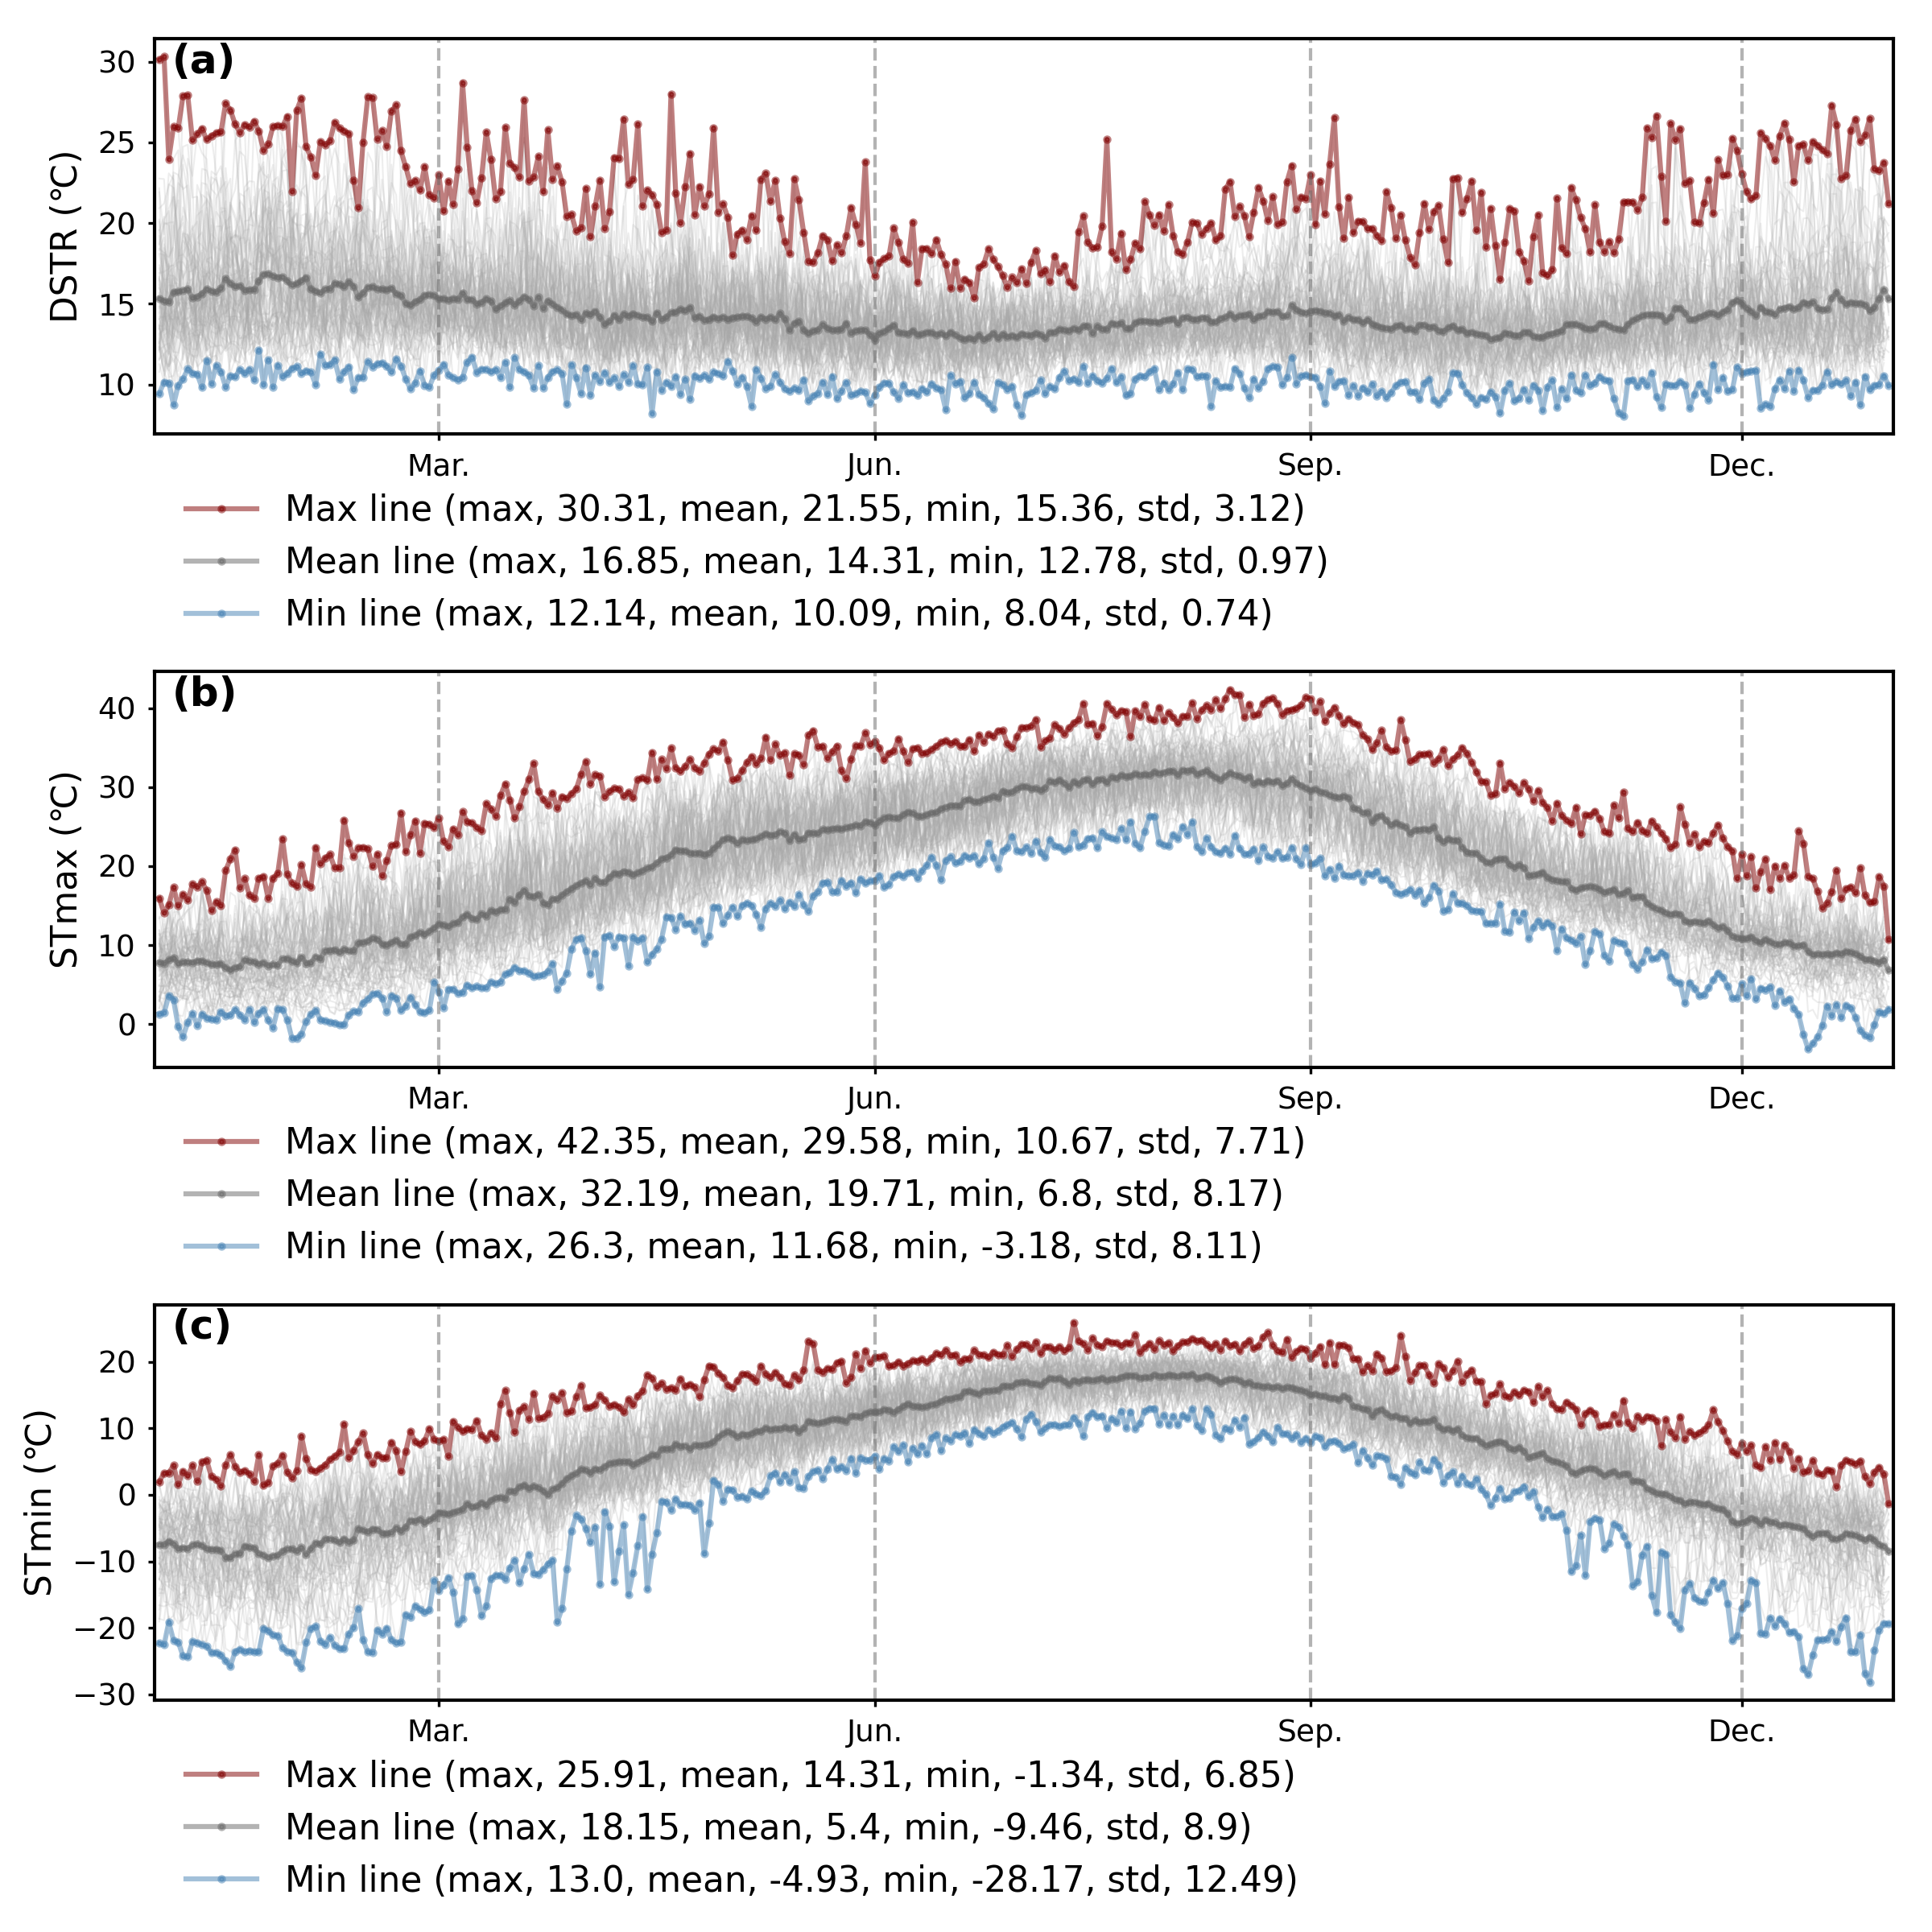 (a)
30
25
20
15
10
DSTR (°C)
Mar. Jun. Sep. Dec.
Max line (max, 30.31, mean, 21.55, min, 15.36, std, 3.12)
Mean line (max, 16.85, mean, 14.31, min, 12.78, std, 0.97)
Min line (max, 12.14, mean, 10.09, min, 8.04, std, 0.74)
(b)
40
30
20
10
0
STmax (°C)
Mar. Jun. Sep. Dec.
Max line (max, 42.35, mean, 29.58, min, 10.67, std, 7.71)
Mean line (max, 32.19, mean, 19.71, min, 6.8, std, 8.17)
Min line (max, 26.3, mean, 11.68, min, -3.18, std, 8.11)
(c)
20
10
0
−10
−20
−30
STmin (°C)
Mar. Jun. Sep. Dec.
Max line (max, 25.91, mean, 14.31, min, -1.34, std, 6.85)
Mean line (max, 18.15, mean, 5.4, min, -9.46, std, 8.9)
Min line (max, 13.0, mean, -4.93, min, -28.17, std, 12.49)